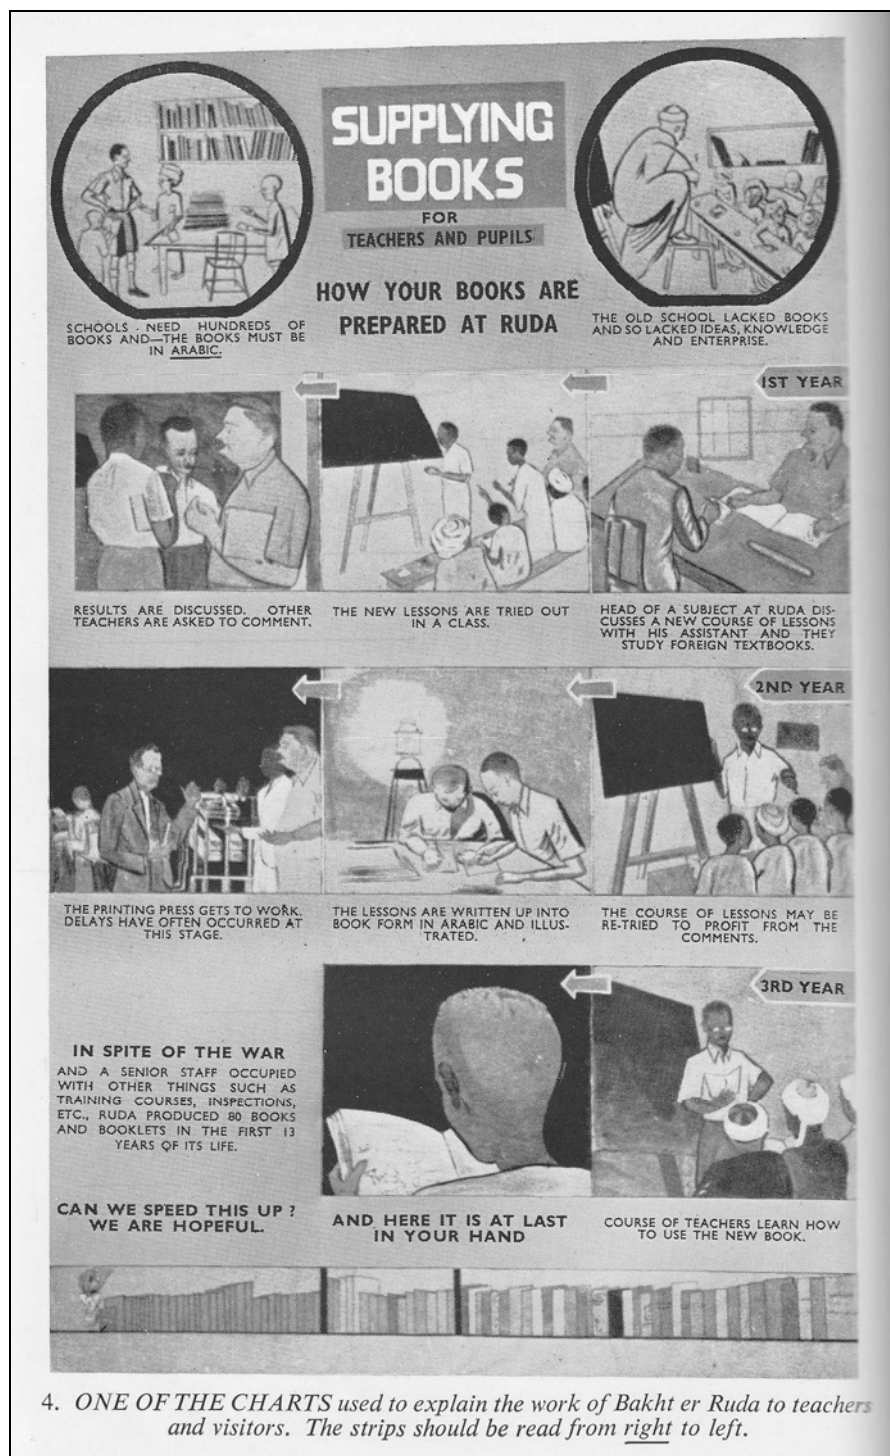 SUPPLYING
BOOKS
FOR
TEACHERS AND PUPILS
HOW YOUR BOOKS ARE
PREPARED AT RUDA
THE OLD SCHOOL LACKED BOOKS
AND SO LACKED IDEAS, KNOWLEDGE
AND ENTERPRISE.
SCHOOLS NEED HUNDREDS OF
BOOKS AND—THE BOOKS MUST BE
IN ARABIC.
1ST YEAR
HEAD OF A SUBJECT AT RUDA DIS-
CUSSES A NEW COURSE OF LESSONS
WITH HIS ASSISTANT AND THEY
STUDY FOREIGN TEXTBOOKS.
THE NEW LESSONS ARE TRIED OUT
IN A CLASS.
RESULTS ARE DISCUSSED. OTHER
TEACHERS ARE ASKED TO COMMENT.
2ND YEAR
THE COURSE OF LESSONS MAY BE
RE-TRIED TO PROFIT FROM THE
COMMENTS.
THE LESSONS ARE WRITTEN UP INTO
BOOK FORM IN ARABIC AND ILLUS-
TRATED.
THE PRINTING PRESS GETS TO WORK.
DELAYS HAVE OFTEN OCCURRED AT
THIS STAGE.
3RD YEAR
COURSE OF TEACHERS LEARN HOW
TO USE THE NEW BOOK.
AND HERE IT IS AT LAST
IN YOUR HAND
IN SPITE OF THE WAR
AND A SENIOR STAFF OCCUPIED
WITH OTHER THINGS SUCH AS
TRAINING COURSES, INSPECTIONS,
ETC., RUDA PRODUCED 80 BOOKS
AND BOOKLETS IN THE FIRST 13
YEARS OF ITS LIFE.
CAN WE SPEED THIS UP?
WE ARE HOPEFUL.
4. ONE OF THE CHARTS used to explain the work of Bakht er Ruda to teachers
and visitors. The strips should be read from right to left.